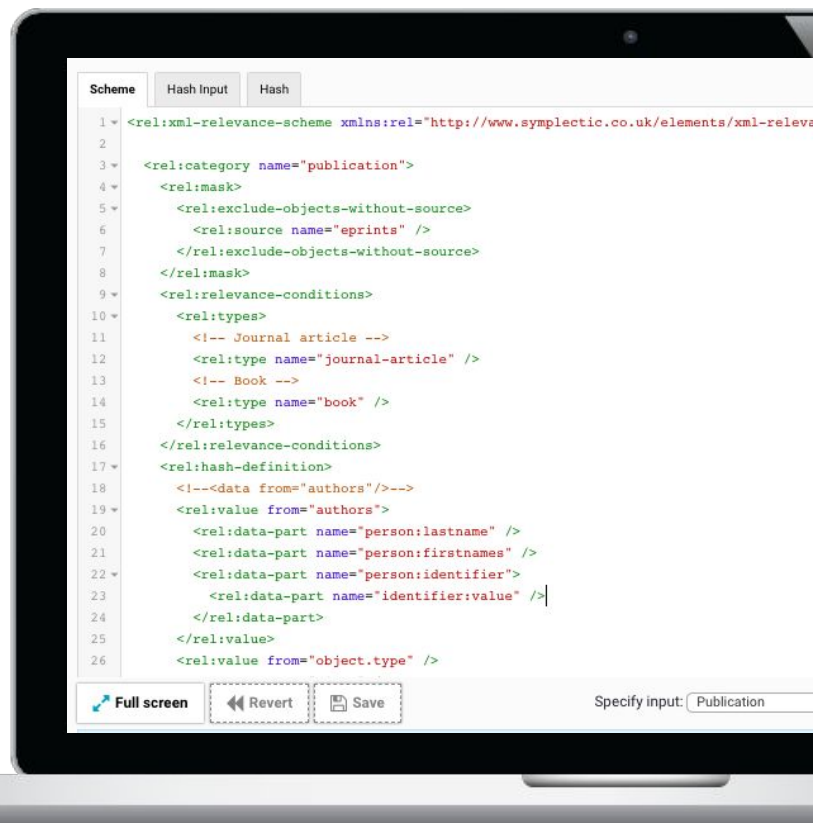 Scheme Hash Input Hash
1 <rel:xml-relevance-scheme xmlns:rel="http://www.symplectic.co.uk/elements/xml-releva
2
3 <rel:category name="publication">
4 <rel:mask>
5 <rel:exclude-objects-without-source>
6 <rel:source name="eprints" />
7 </rel:exclude-objects-without-source>
8 </rel:mask>
9 <rel:relevance-conditions>
10 <rel:types>
11 <!-- Journal article -->
12 <rel:type name="journal-article" />
13 <!-- Book -->
14 <rel:type name="book" />
15 </rel:types>
16 </rel:relevance-conditions>
17 <rel:hash-definition>
18 <!--<data from="authors"/>-->
19 <rel:value from="authors">
20 <rel:data-part name="person:lastname" />
21 <rel:data-part name="person:firstnames" />
22 <rel:data-part name="person:identifier">
23 <rel:data-part name="identifier:value" />
24 </rel:data-part>
25 </rel:value>
26 <rel:value from="object.type" />
Full screen Revert Save Specify input: Publication